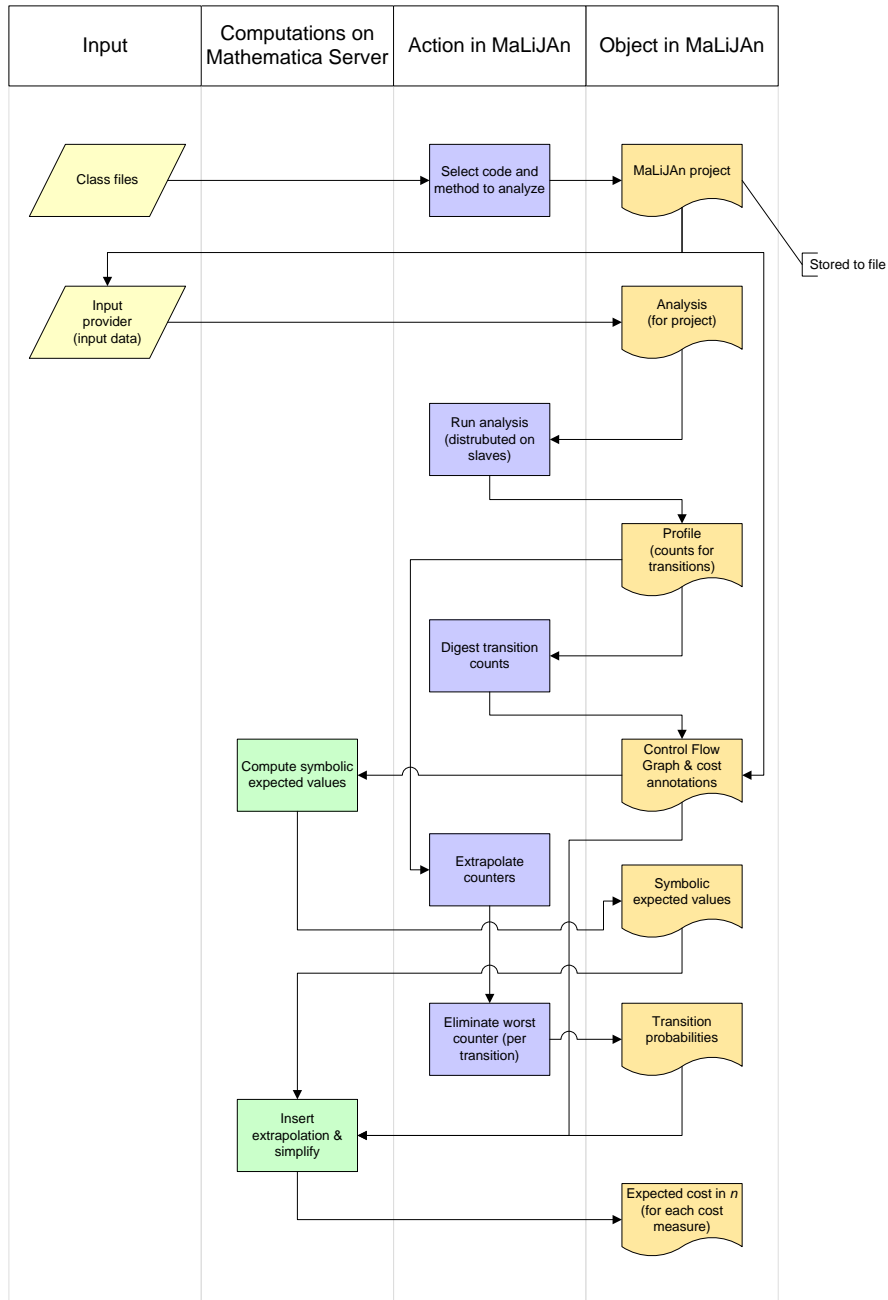 Input
Computations on
Mathematica Server
Action in MaLiJAn
Object in MaLiJAn
Class files
Select code and
method to analyze
MaLiJAn project
Stored to file
Input
provider
(input data)
Analysis
(for project)
Run analysis
(distrubuted on
slaves)
Profile
(counts for
transitions)
Digest transition
counts
Compute symbolic
expected values
Control Flow
Graph & cost
annotations
Extrapolate
counters
Symbolic
expected values
Eliminate worst
counter (per
transition)
Transition
probabilities
Insert
extrapolation &
simplify
Expected cost in n
(for each cost
measure)